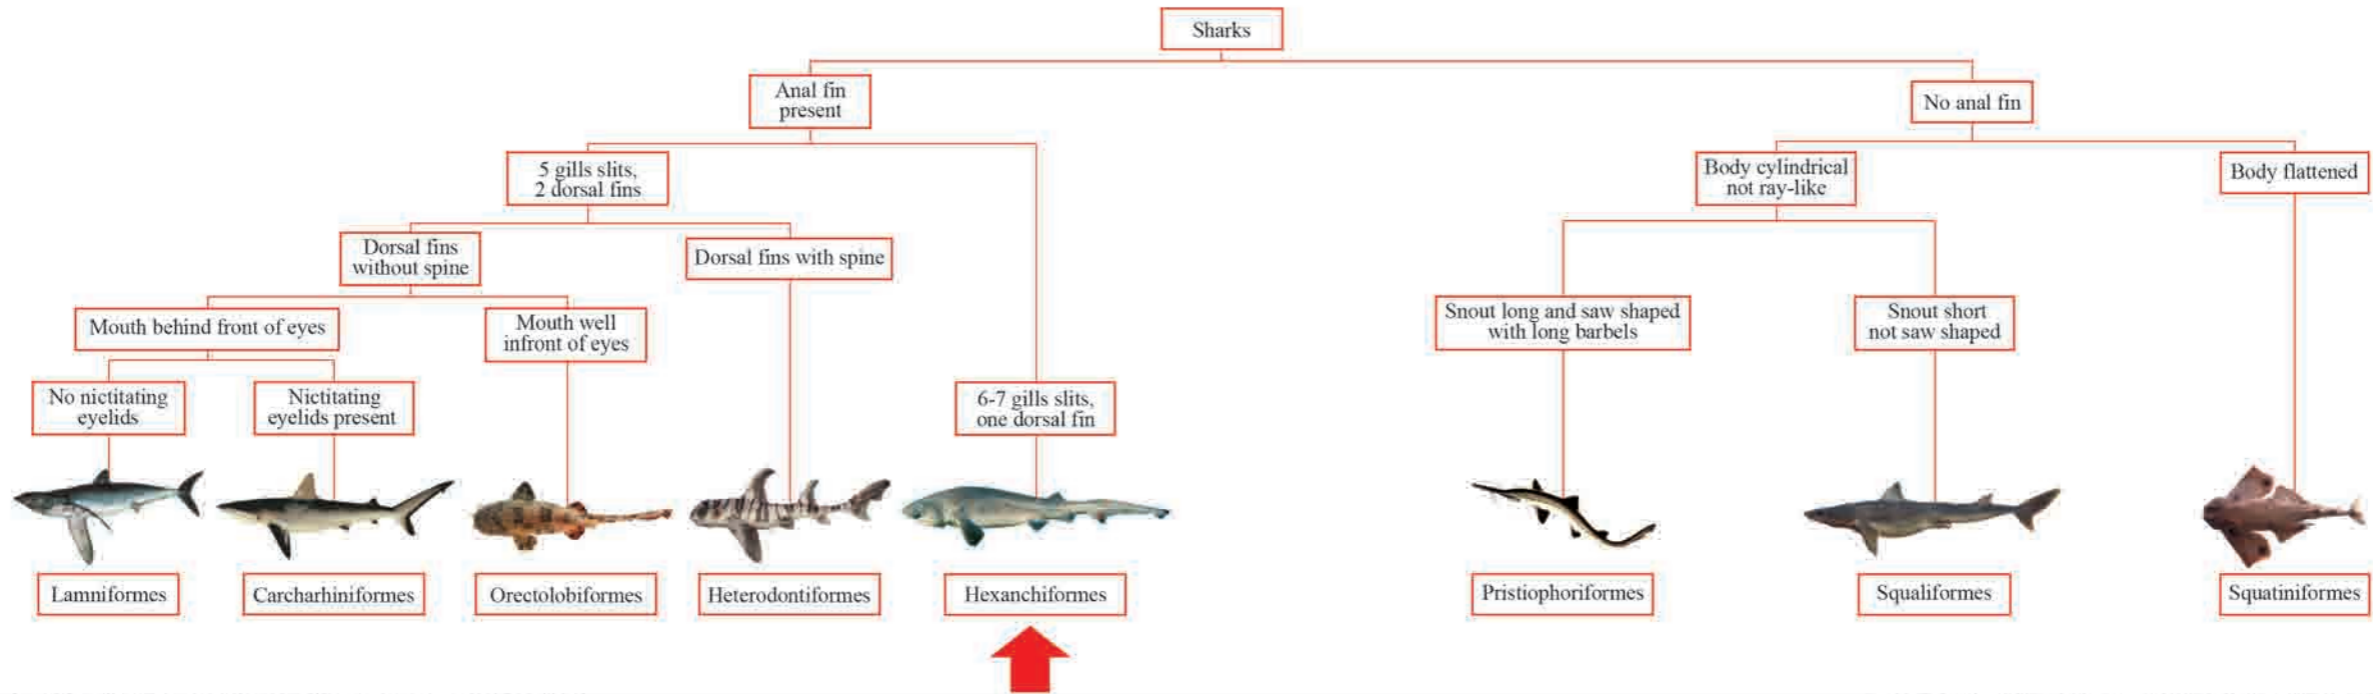 Sharks
Anal fin
present
No anal fin
5 gills slits,
2 dorsal fins
Body cylindrical
not ray-like
Body flattened
Dorsal fins
without spine
Dorsal fins with spine
Mouth behind front of eyes
Mouth well
infront of eyes
Snout long and saw shaped
with long barbels
Snout short
not saw shaped
No nictitating
eyelids
Nictitating
eyelids present
6-7 gills slits,
one dorsal fin
Lamniformes
Carcharhiniformes
Orectolobiformes
Heterodontiformes
Hexanchiformes
Pristiophoriformes
Squaliformes
Squatiniformes